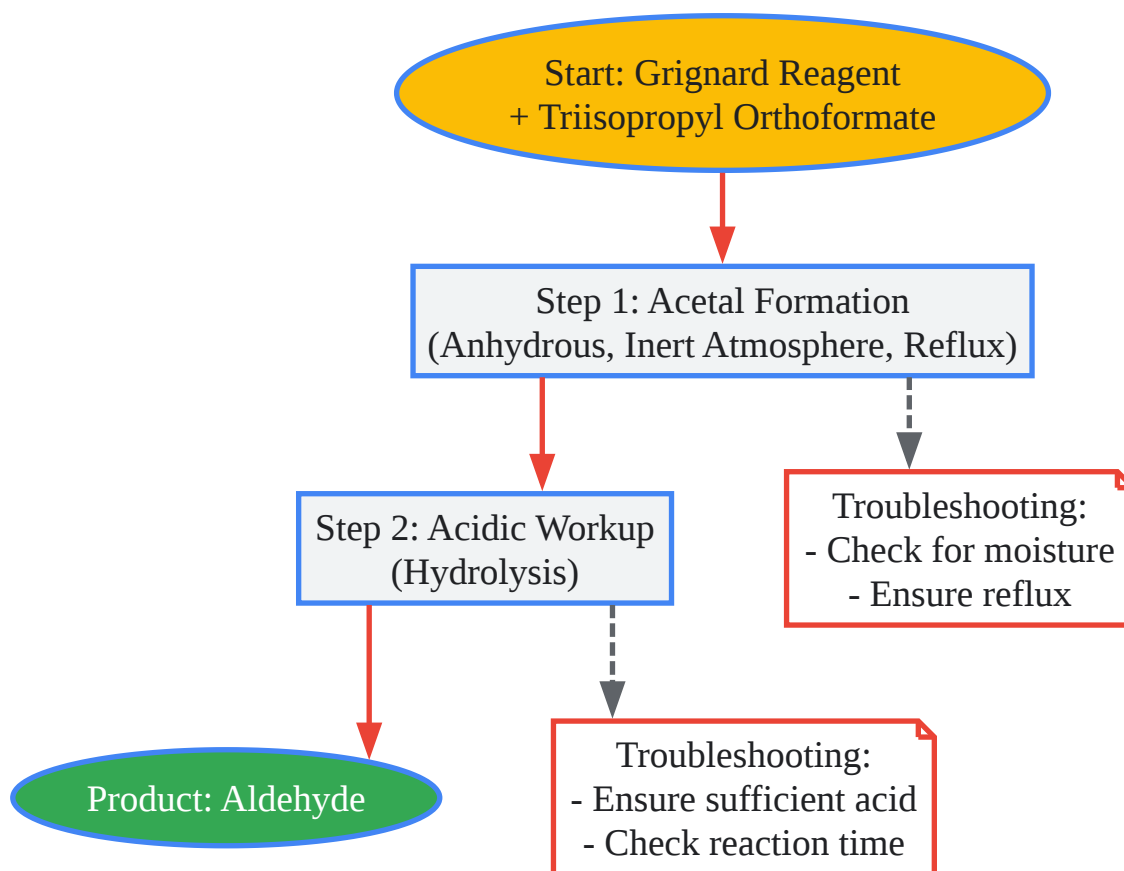 Start: Grignard Reagent
+ Triisopropyl Orthoformate
Step 1: Acetal Formation
(Anhydrous, Inert Atmosphere, Reflux)
Troubleshooting:
- Check for moisture
- Ensure reflux
Step 2: Acidic Workup
(Hydrolysis)
Troubleshooting:
- Ensure sufficient acid
- Check reaction time
Product: Aldehyde